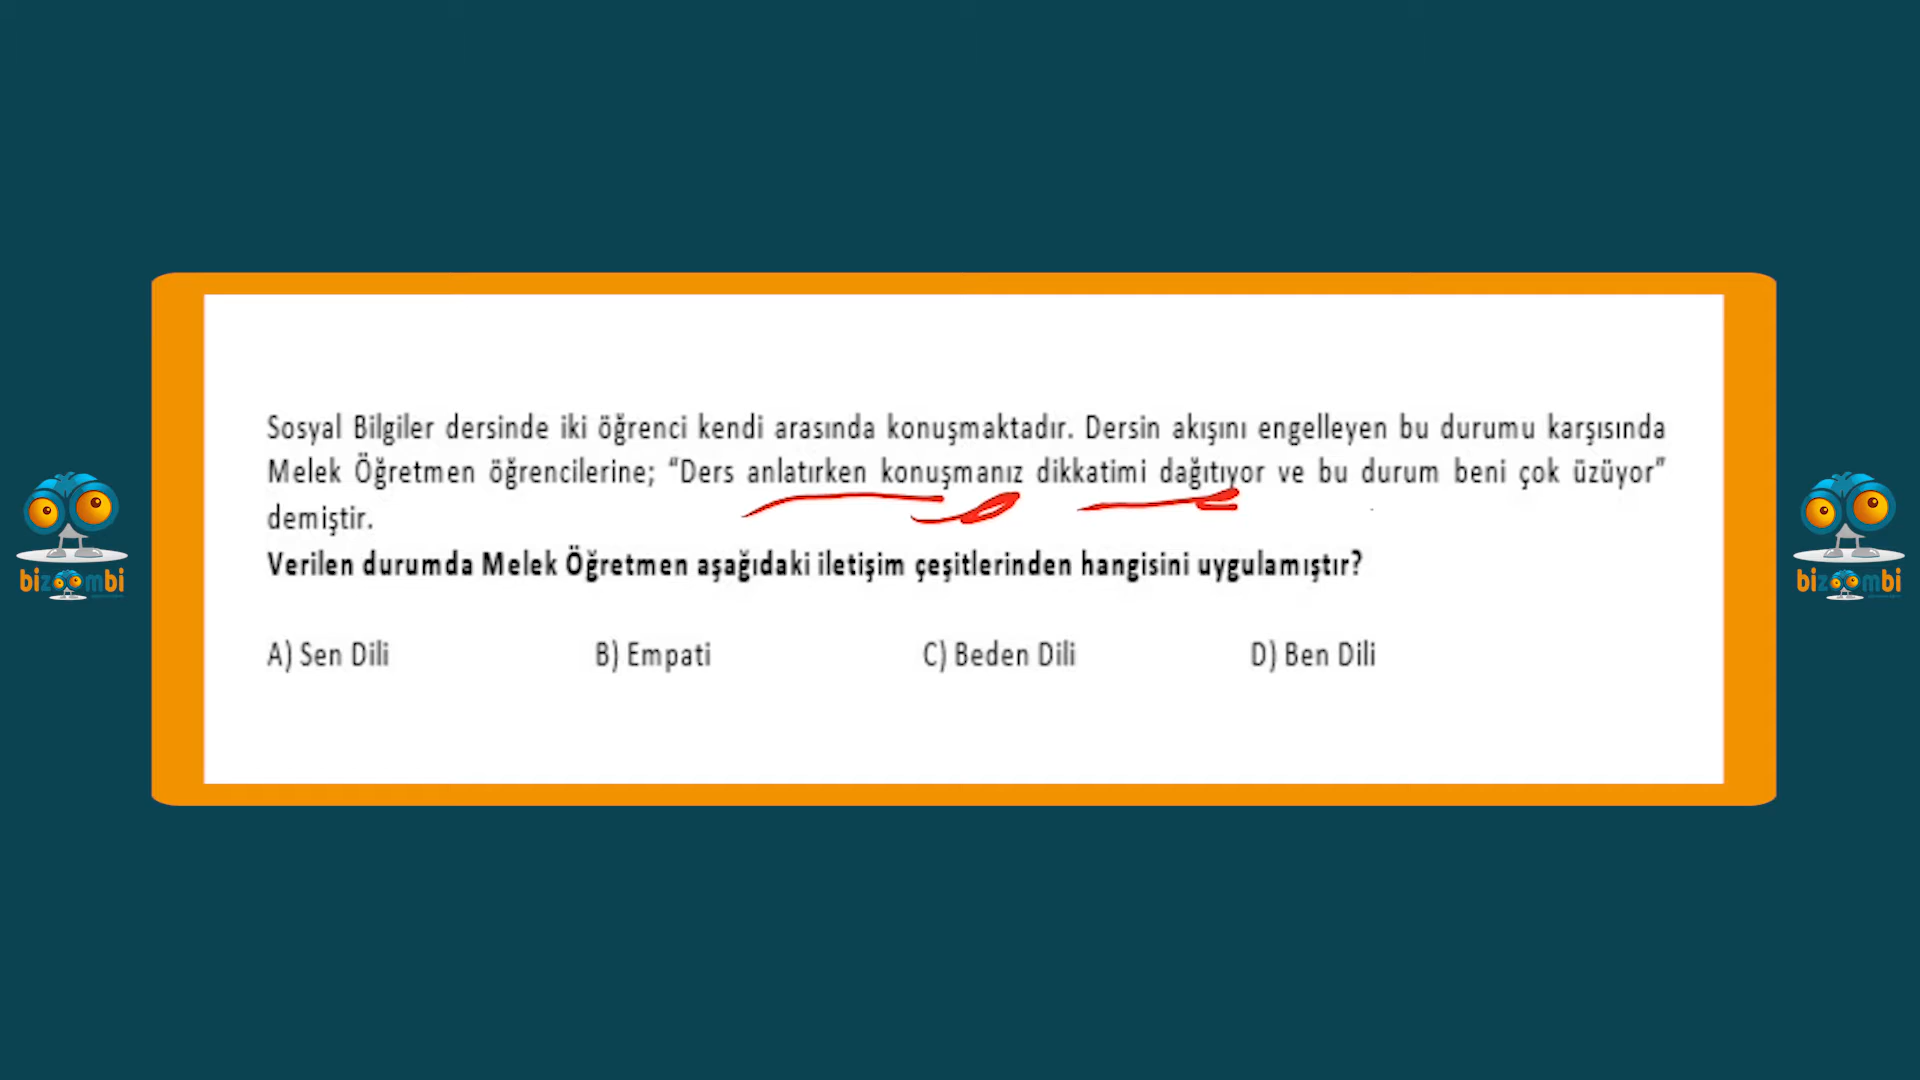 Sosyal Bilgiler dersinde iki öğrenci kendi arasında konuşmaktadır. Dersin akışını engelleyen bu durumu karşısında
Melek Öğretmen öğrencilerine; “Ders anlatırken konuşmanız dikkatimi dağıtıyor ve bu durum beni çok üzüyor”
demiştir.
Verilen durumda Melek Öğretmen aşağıdaki iletişim çeşitlerinden hangisini uygulamıştır?
A) Sen Dili B) Empati C) Beden Dili D) Ben Dili
bizoombi
bizoombi